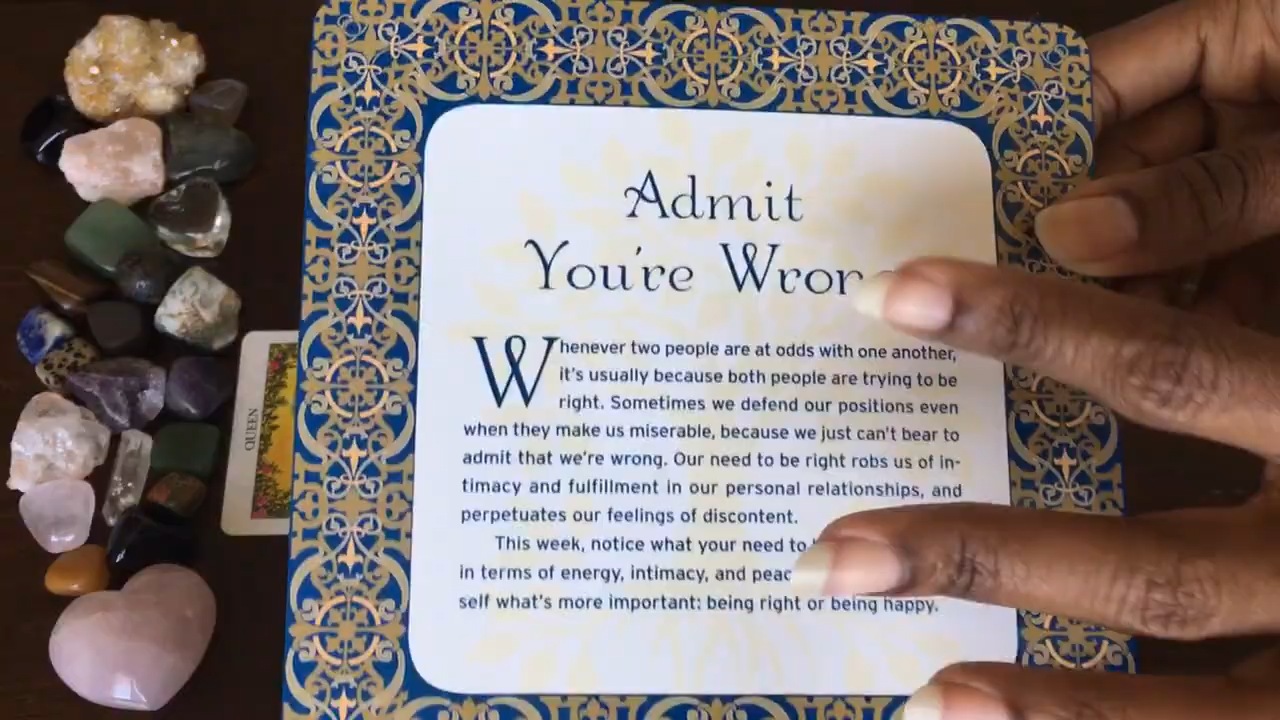 Admit
You're
Whenever two people are at odds with one another,
it's usually because both people are trying to be
right. Sometimes we defend our positions even
when they make us miserable, because we just can't bear to
admit that we're wrong. Our need to be right robs us of in-
timacy and fulfillment in our personal relationships, and
perpetuates our feelings of discontent.
This week, notice what your need to
in terms of energy, intimacy, and
self what's more important: being right or being happy.
QUEEN